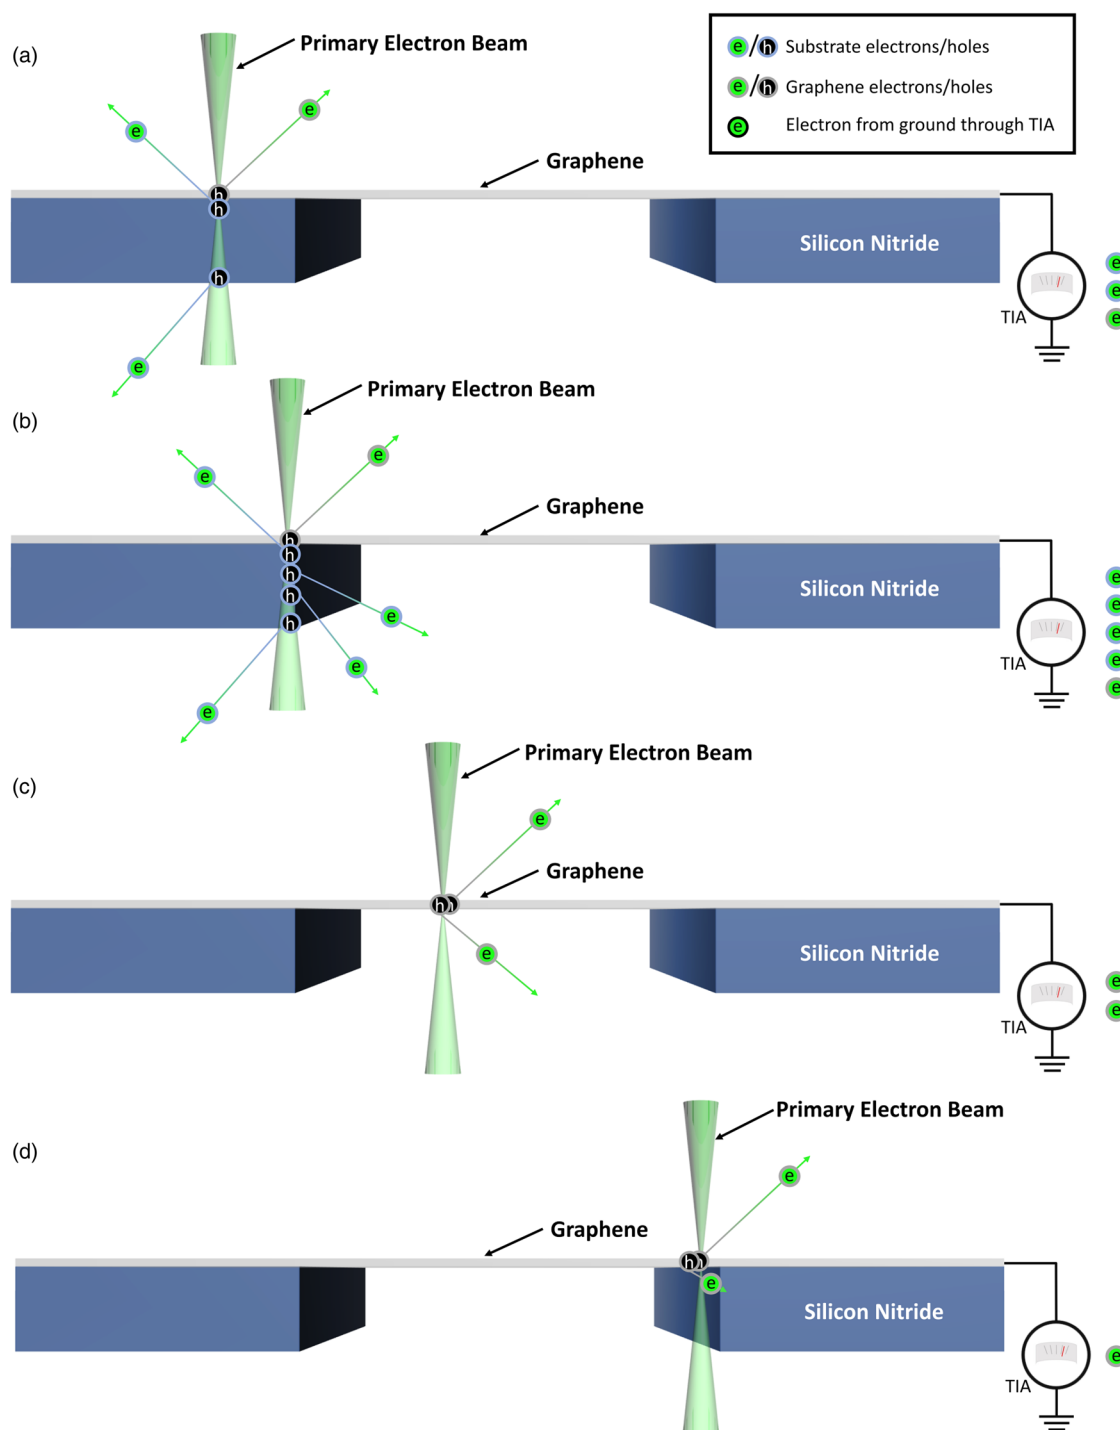 (a)
Primary Electron Beam
e/h Substrate electrons/holes
e/h Graphene electrons/holes
e Electron from ground through TIA
e
e
h
h
Graphene
Silicon Nitride
h
e
e
e
TIA
e
(b)
Primary Electron Beam
e
e
Graphene
h
h
h
h
h
Silicon Nitride
e
e
e
e
e
e
e
TIA
e
(c)
Primary Electron Beam
e
Graphene
h
h
e
Silicon Nitride
e
e
TIA
(d)
Primary Electron Beam
e
Graphene
h
h
e
Silicon Nitride
e
TIA